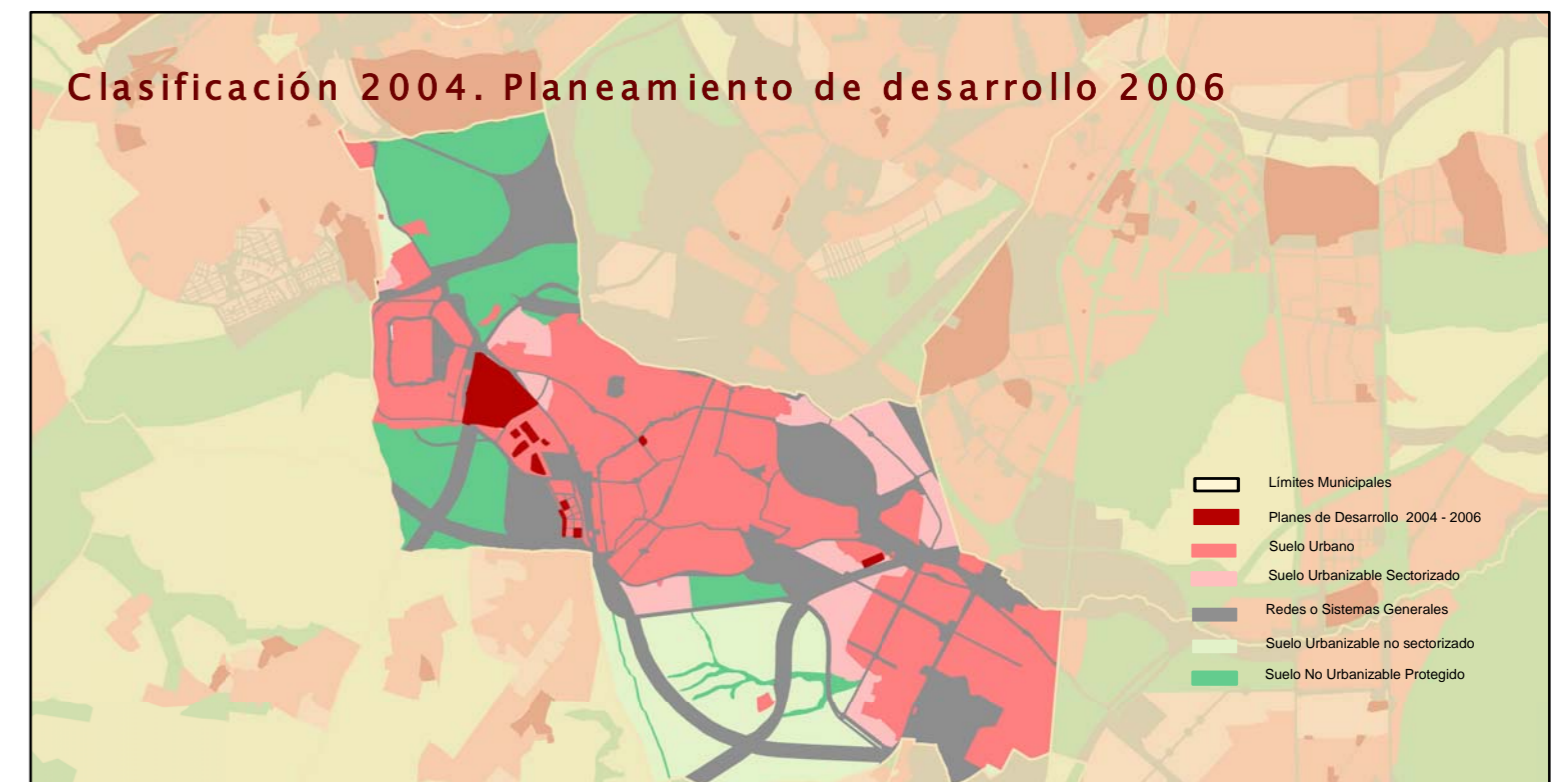 Clasificación 2004. Planeamiento de desarrollo 2006
Límites Municipales
Planes de Desarrollo 2004 - 2006
Suelo Urbano
Suelo Urbanizable Sectorizado
Redes o Sistemas Generales
Suelo Urbanizable no sectorizado
Suelo No Urbanizable Protegido